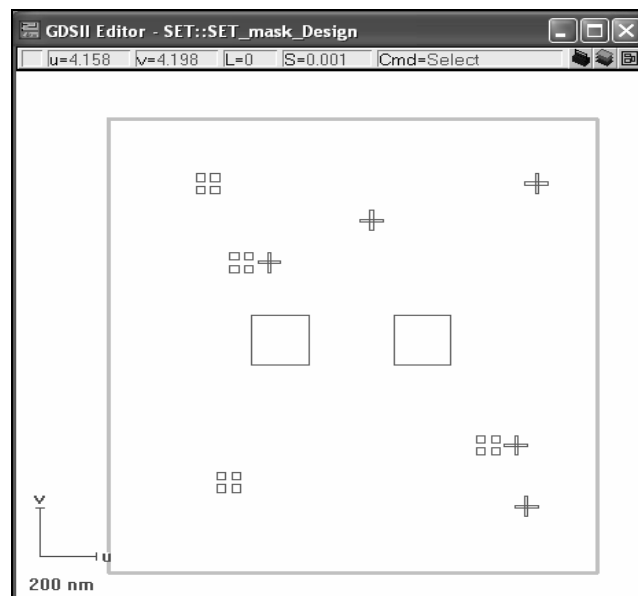 GDSII Editor - SET::SET_mask_Design
u=4.158 v=4.198 L=0 S=0.001 Cmd=Select
v
u
200 nm